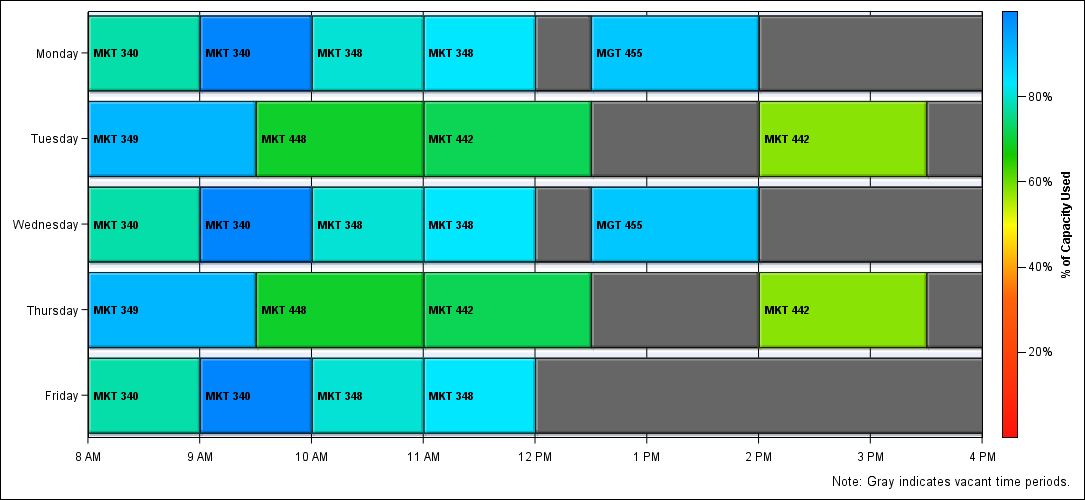 Monday
MKT 340
MKT 340
MKT 348
MKT 348
MGT 455
Tuesday
MKT 349
MKT 448
MKT 442
MKT 442
Wednesday
MKT 340
MKT 340
MKT 348
MKT 348
MGT 455
Thursday
MKT 349
MKT 448
MKT 442
MKT 442
Friday
MKT 340
MKT 340
MKT 348
MKT 348
8 AM
9 AM
10 AM
11 AM
12 PM
1 PM
2 PM
3 PM
4 PM
80%
60%
40%
20%
% of Capacity Used
Note: Gray indicates vacant time periods.